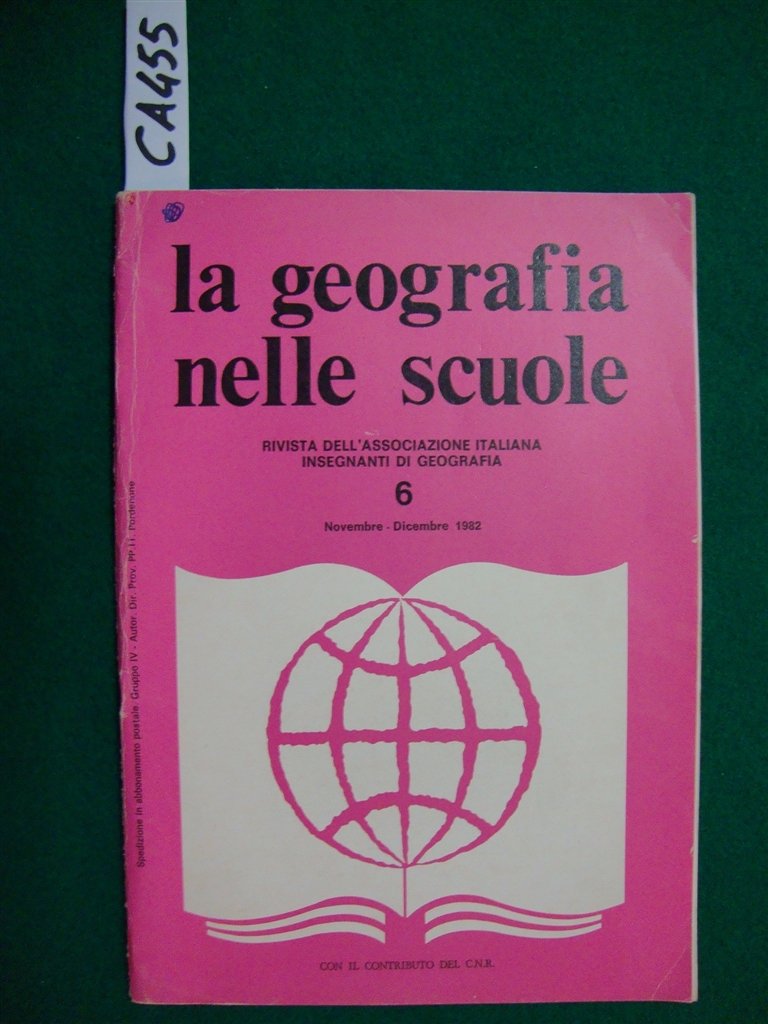 CA455
la geografia
nelle scuole
RIVISTA DELL'ASSOCIAZIONE ITALIANA
INSEGNANTI DI GEOGRAFIA
6
Novembre - Dicembre 1982
Spedizione in abbonamento postale. Gruppo IV - Autor. Dir. Prov. PP.TT. Pordenone
CON IL CONTRIBUTO DEL C.N.R.